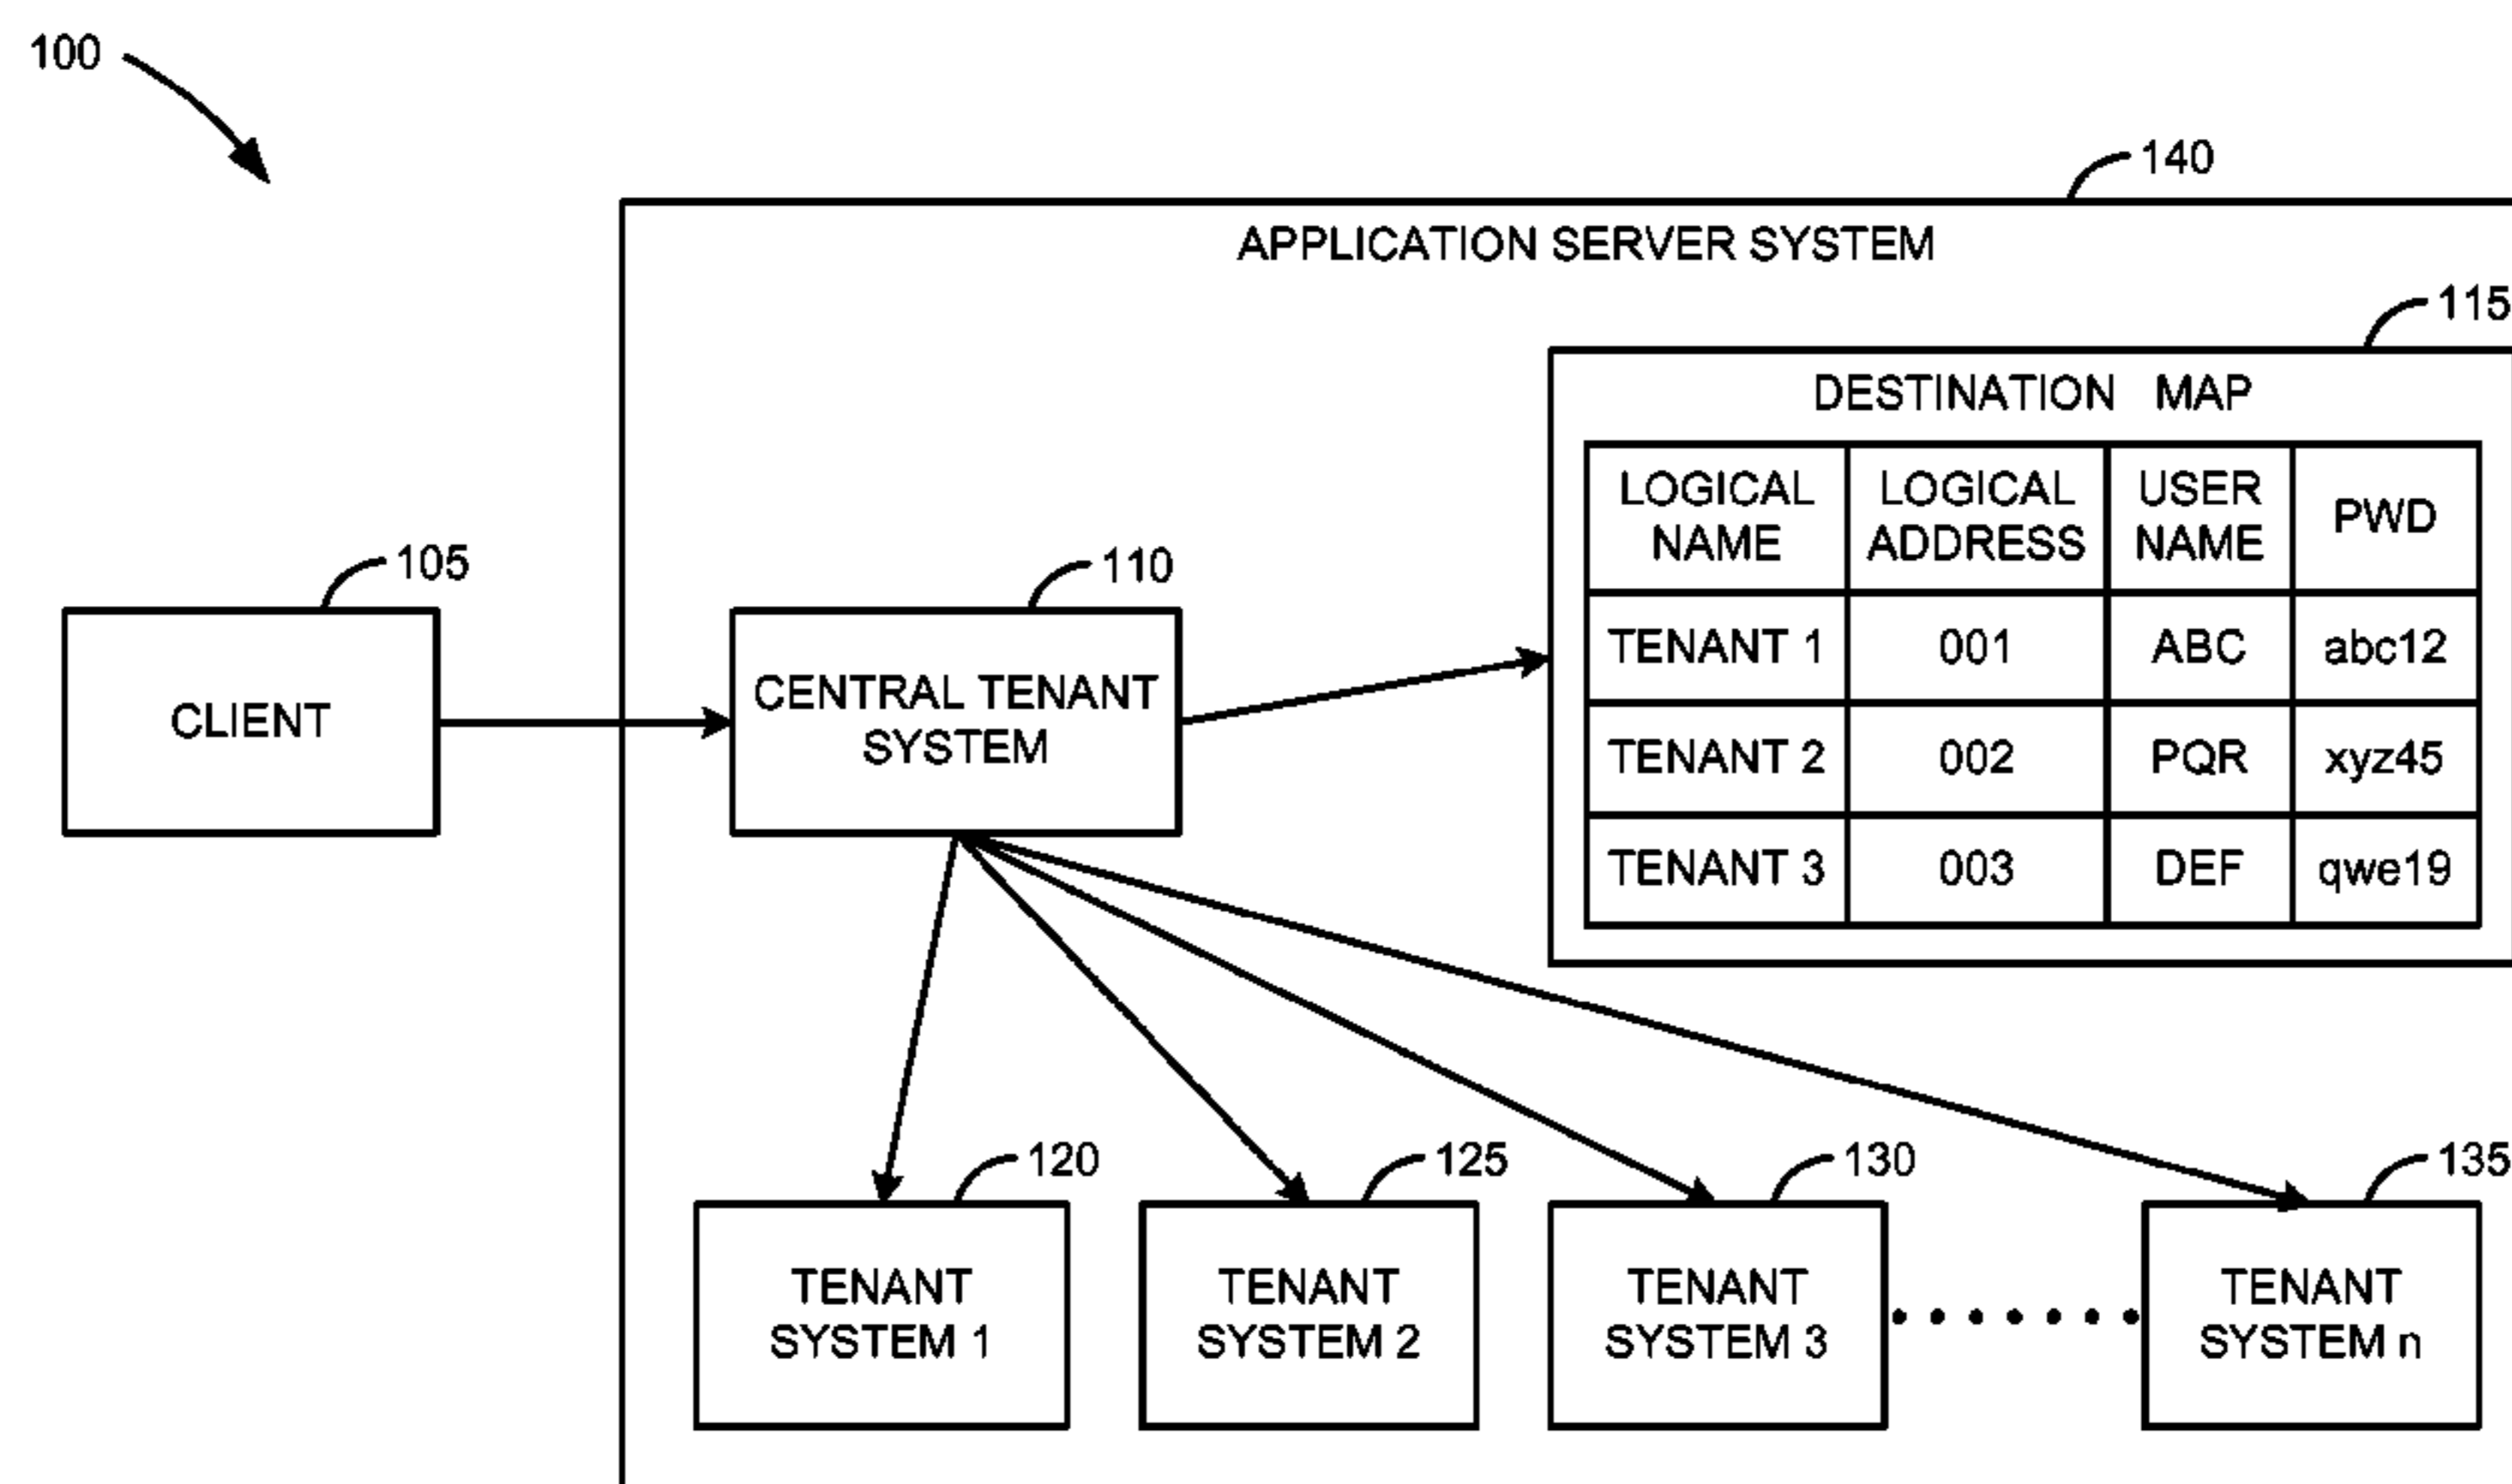 100
140
APPLICATION SERVER SYSTEM
115
DESTINATION MAP
LOGICAL NAME
LOGICAL ADDRESS
USER NAME
PWD
TENANT 1
001
ABC
abc12
TENANT 2
002
PQR
xyz45
TENANT 3
003
DEF
qwe19
105
CLIENT
110
CENTRAL TENANT
SYSTEM
120
TENANT
SYSTEM 1
125
TENANT
SYSTEM 2
130
TENANT
SYSTEM 3
135
TENANT
SYSTEM n